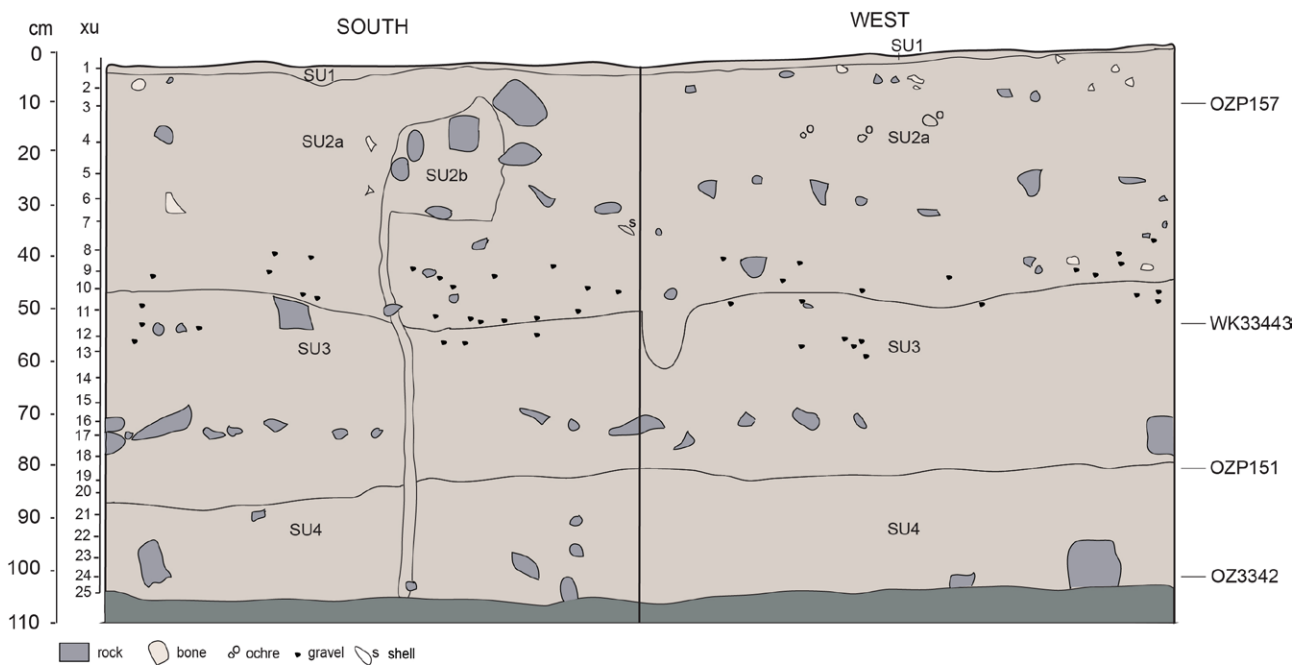 cm
xu
SOUTH
WEST
0
10
20
30
40
50
60
70
80
90
100
110
1
2
3
4
5
6
7
8
9
10
11
12
13
14
15
16
17
18
19
20
21
22
23
24
25
SU1
SU1
SU2a
SU2b
SU2a
s
SU3
SU3
SU4
SU4
OZP157
WK33443
OZP151
OZ3342
rock bone ochre gravel s shell